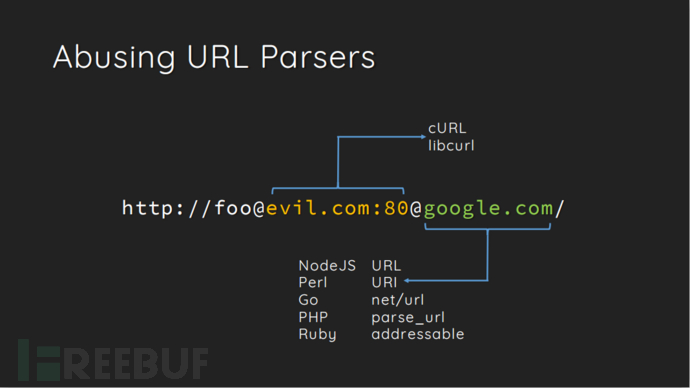 Abusing URL Parsers
cURL
libcurl
http://foo@evil.com:80@google.com/
NodeJS URL
Perl URI
Go net/url
PHP parse_url
Ruby addressable
FREEBUF